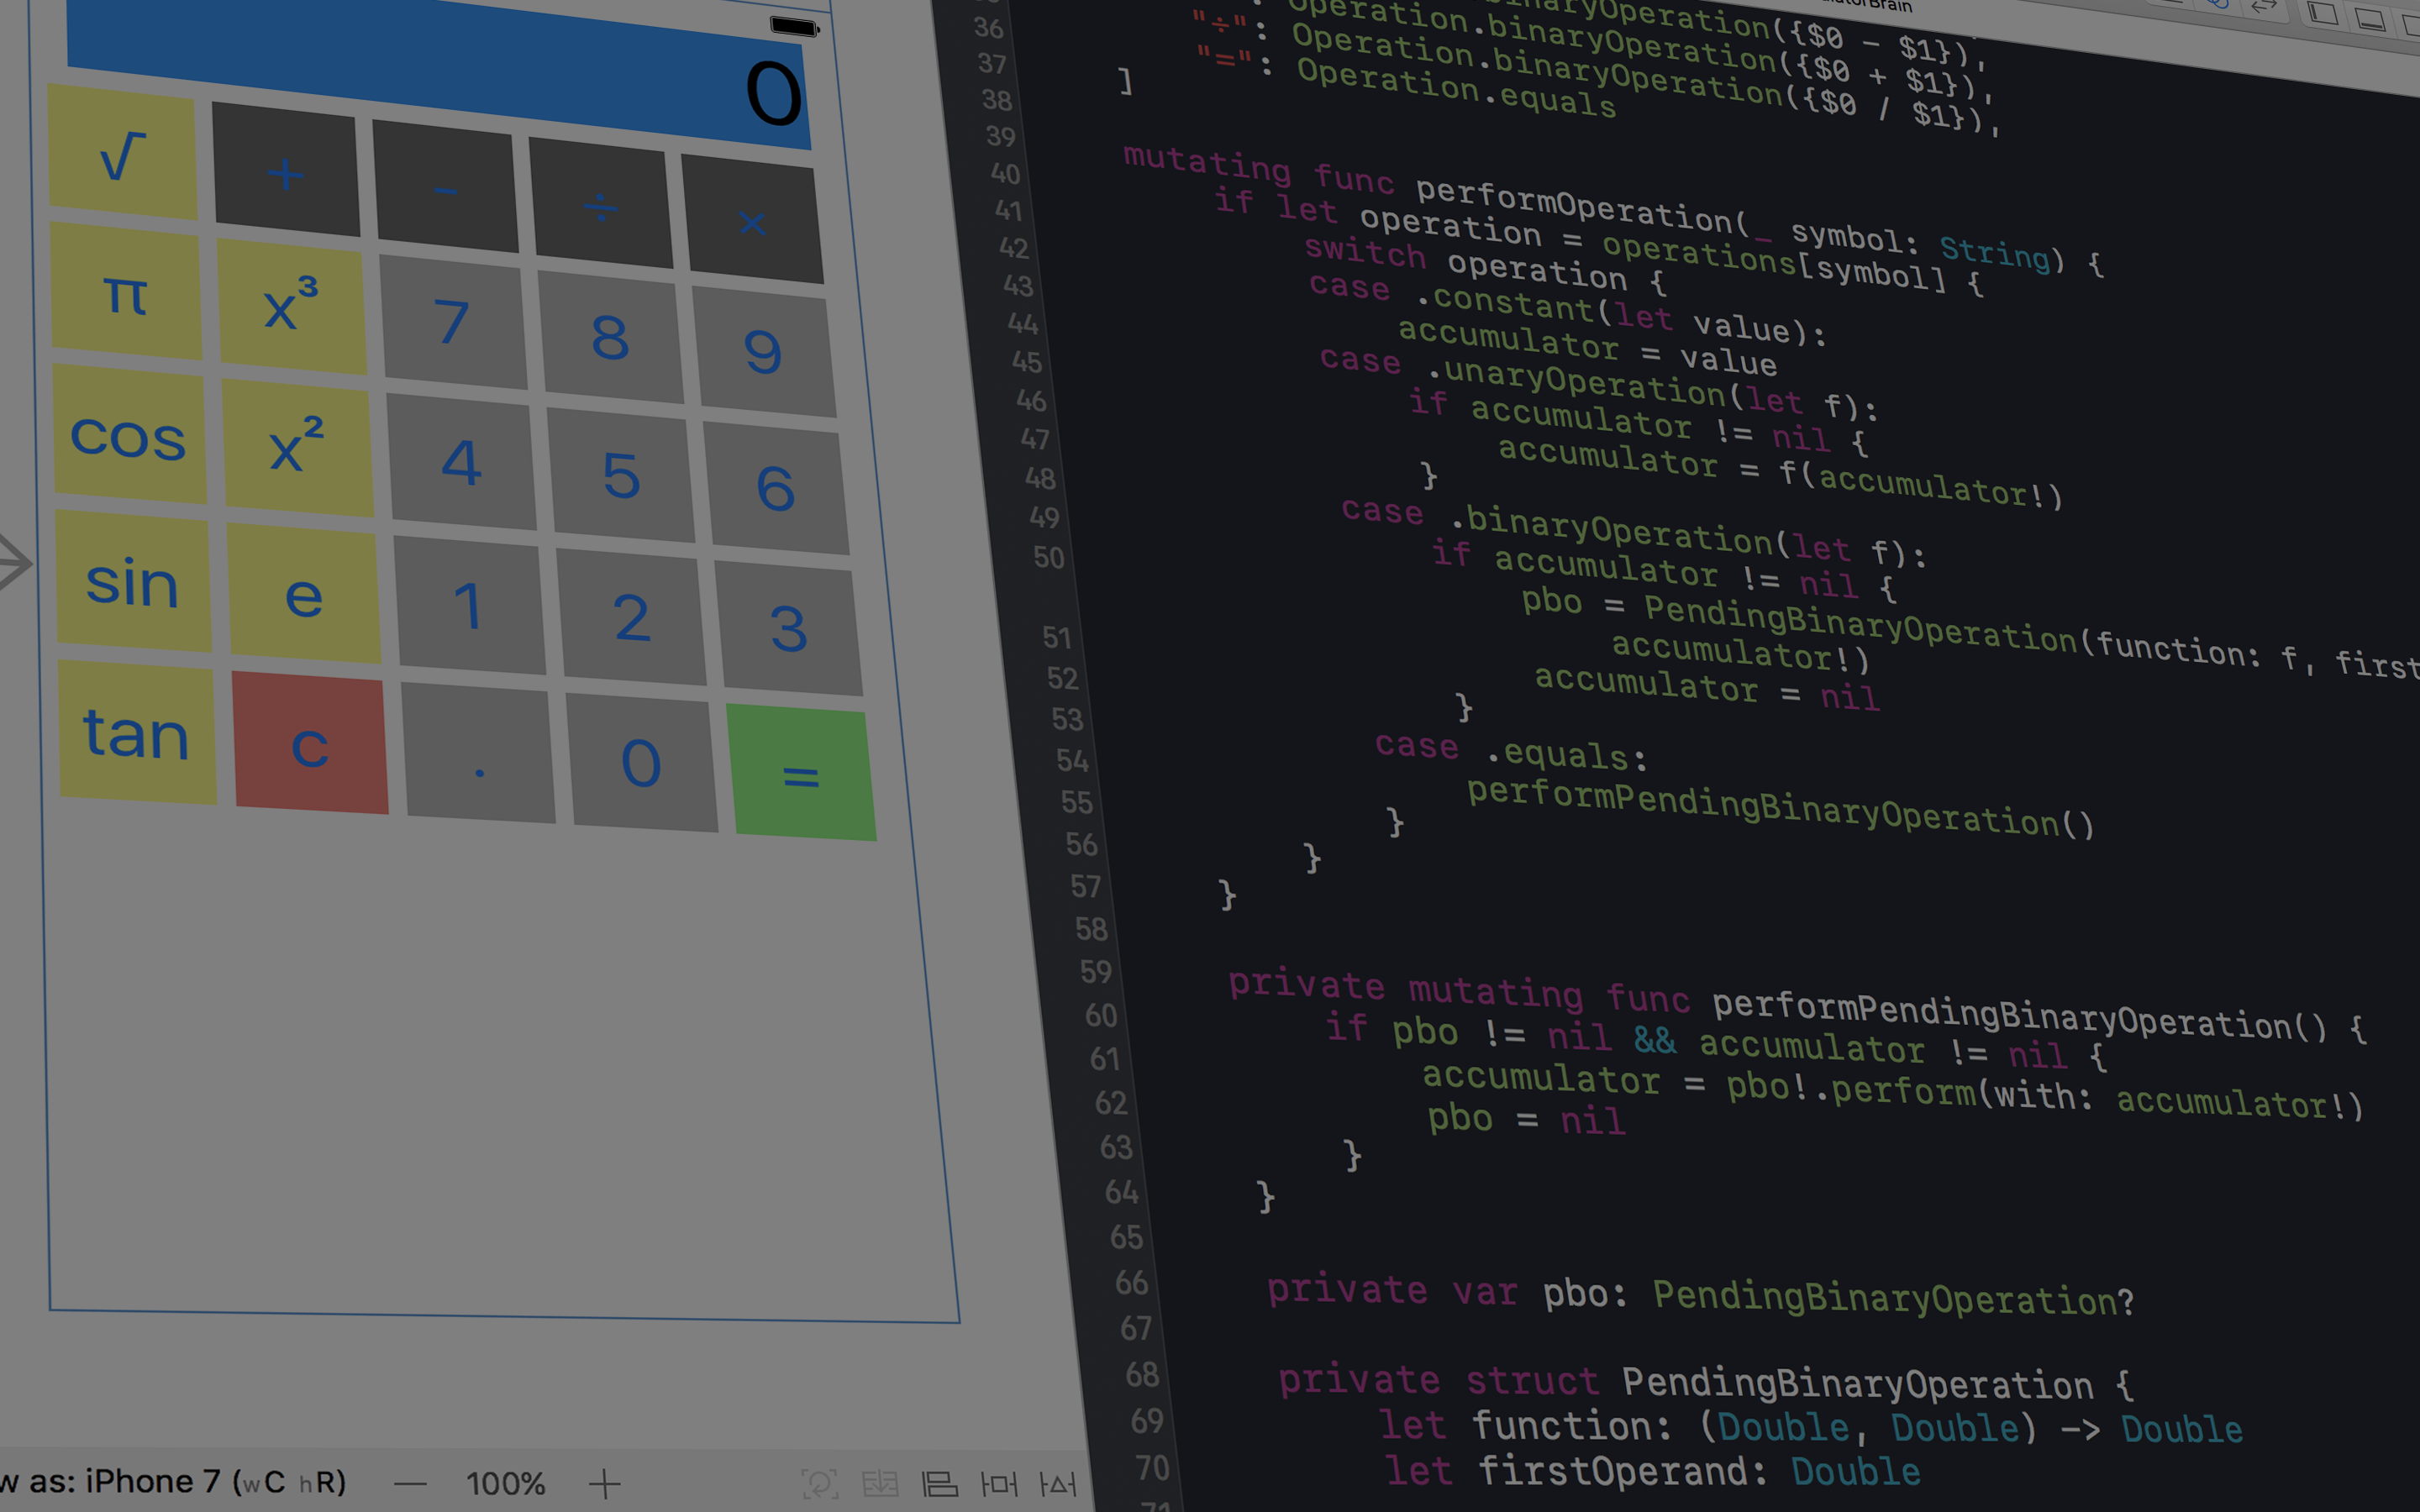 0
√ + - ÷ ×
π x³ 7 8 9
cos x² 4 5 6
sin e 1 2 3
tan c . 0 =
w as: iPhone 7 (wC hR) — 100% +
36
37
38
39
40
41
42
43
44
45
46
47
48
49
50
51
52
53
54
55
56
57
58
59
60
61
62
63
64
65
66
67
68
69
70
71
atorBrain
Operation.binaryOperation({$0 - $1}),
"÷": Operation.binaryOperation({$0 + $1}),
"=": Operation.binaryOperation({$0 / $1}),
Operation.equals
]
mutating func performOperation(_ symbol: String) {
if let operation = operations[symbol] {
switch operation {
case .constant(let value):
accumulator = value
case .unaryOperation(let f):
if accumulator != nil {
accumulator = f(accumulator!)
}
case .binaryOperation(let f):
if accumulator != nil {
pbo = PendingBinaryOperation(function: f, first
accumulator!)
accumulator = nil
}
case .equals:
performPendingBinaryOperation()
}
}
}
private mutating func performPendingBinaryOperation() {
if pbo != nil && accumulator != nil {
accumulator = pbo!.perform(with: accumulator!)
pbo = nil
}
}
private var pbo: PendingBinaryOperation?
private struct PendingBinaryOperation {
let function: (Double, Double) -> Double
let firstOperand: Double